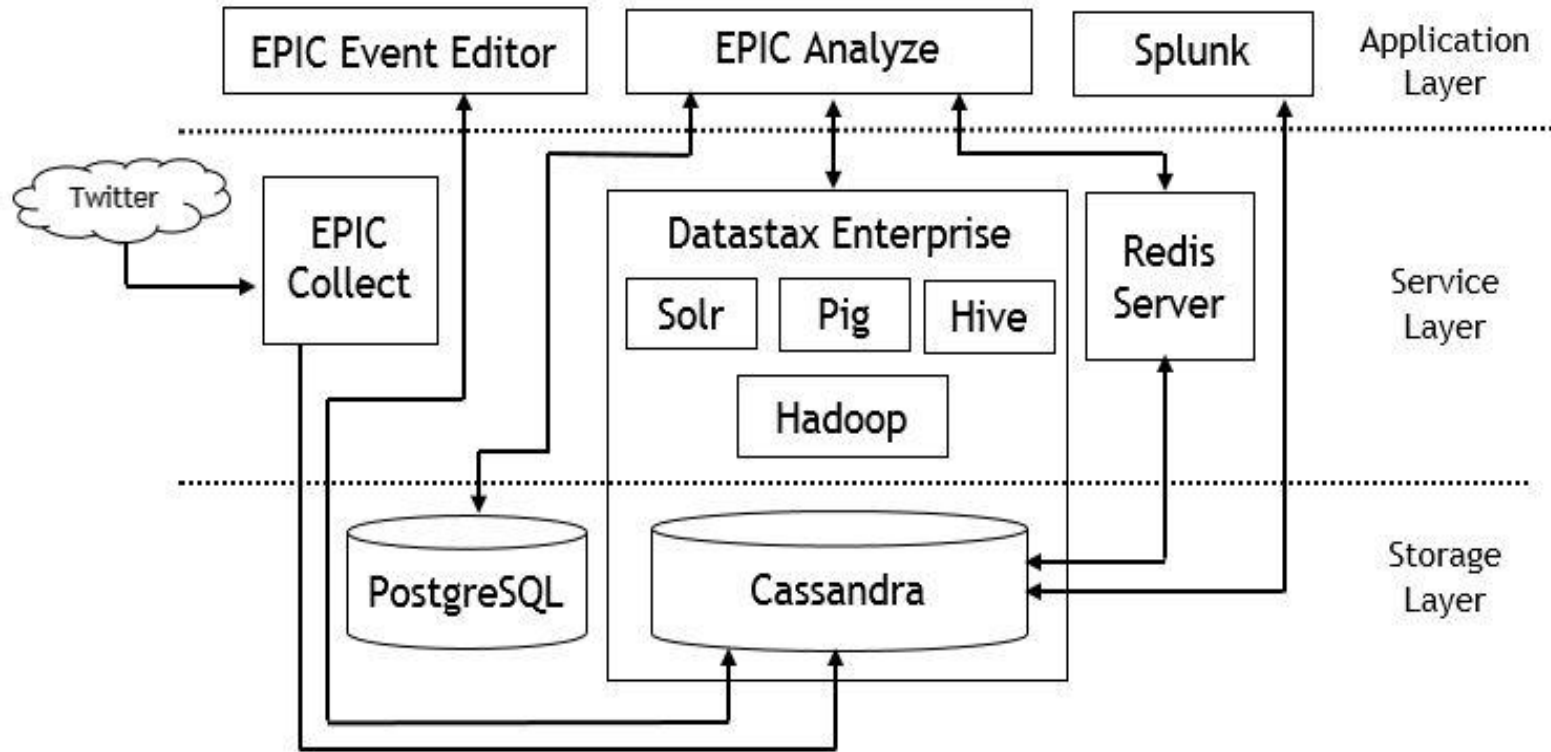 EPIC Event Editor
EPIC Analyze
Splunk
Application
Layer
Twitter
EPIC
Collect
Datastax Enterprise
Solr
Pig
Hive
Hadoop
Redis
Server
Service
Layer
PostgreSQL
Cassandra
Storage
Layer